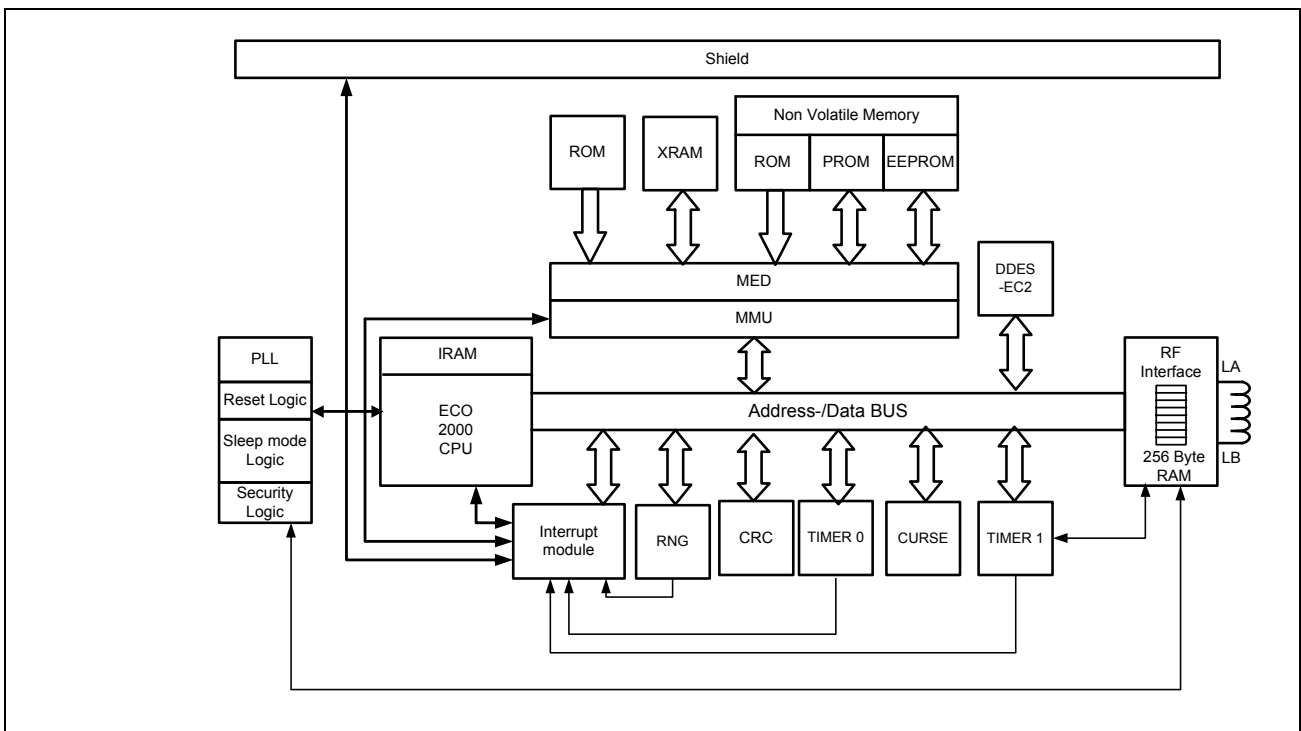 Shield
Non Volatile Memory
ROM
XRAM
ROM
PROM
EEPROM
DDES
-EC2
MED
MMU
PLL
Reset Logic
Sleep mode
Logic
Security
Logic
IRAM
ECO
2000
CPU
Address-/Data BUS
RF
Interface
256 Byte
RAM
LA
LB
Interrupt
module
RNG
CRC
TIMER 0
CURSE
TIMER 1